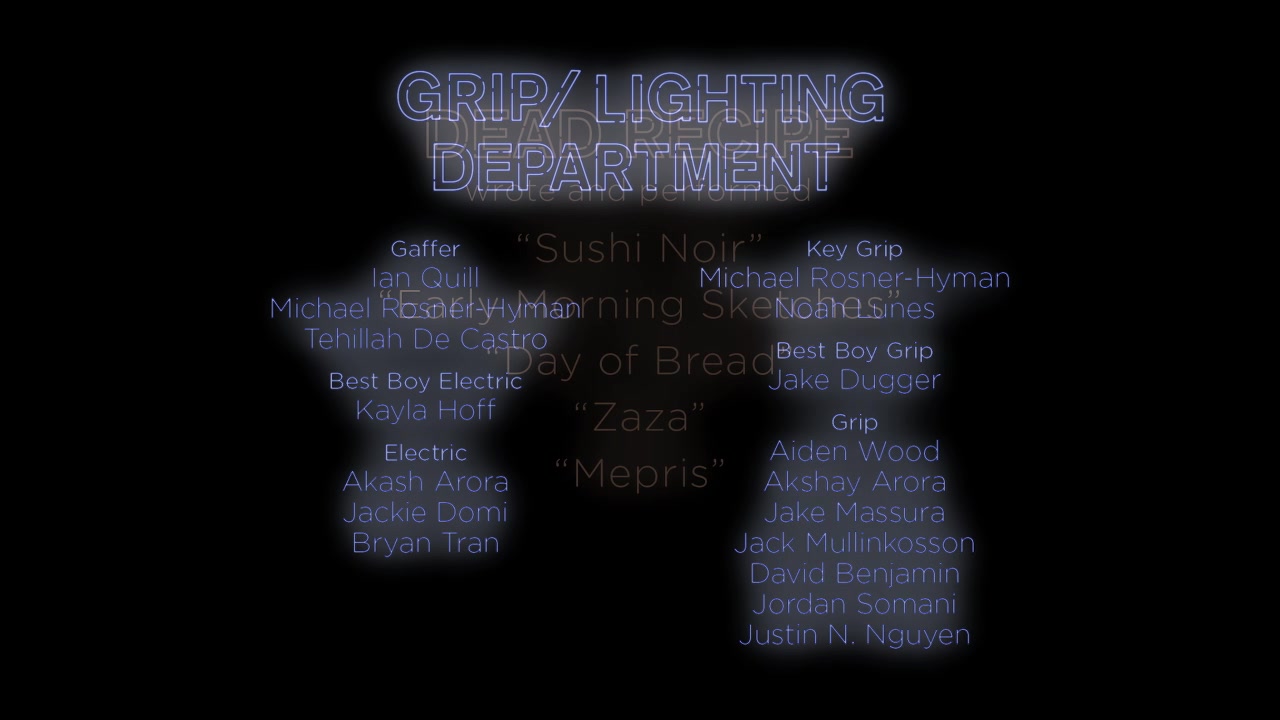 GRIP/ LIGHTING
DEPARTMENT
Gaffer
Ian Quill
Michael Rosner-Hyman
Tehillah De Castro
Best Boy Electric
Kayla Hoff
Electric
Akash Arora
Jackie Domi
Bryan Tran
Key Grip
Michael Rosner-Hyman
Noah Lunes
Best Boy Grip
Jake Dugger
Grip
Aiden Wood
Akshay Arora
Jake Massura
Jack Mullinkosson
David Benjamin
Jordan Somani
Justin N. Nguyen
DEAD RECIPE
wrote and performed
“Sushi Noir”
“Early Morning Sketches”
“Day of Bread”
“Zaza”
“Mepris”